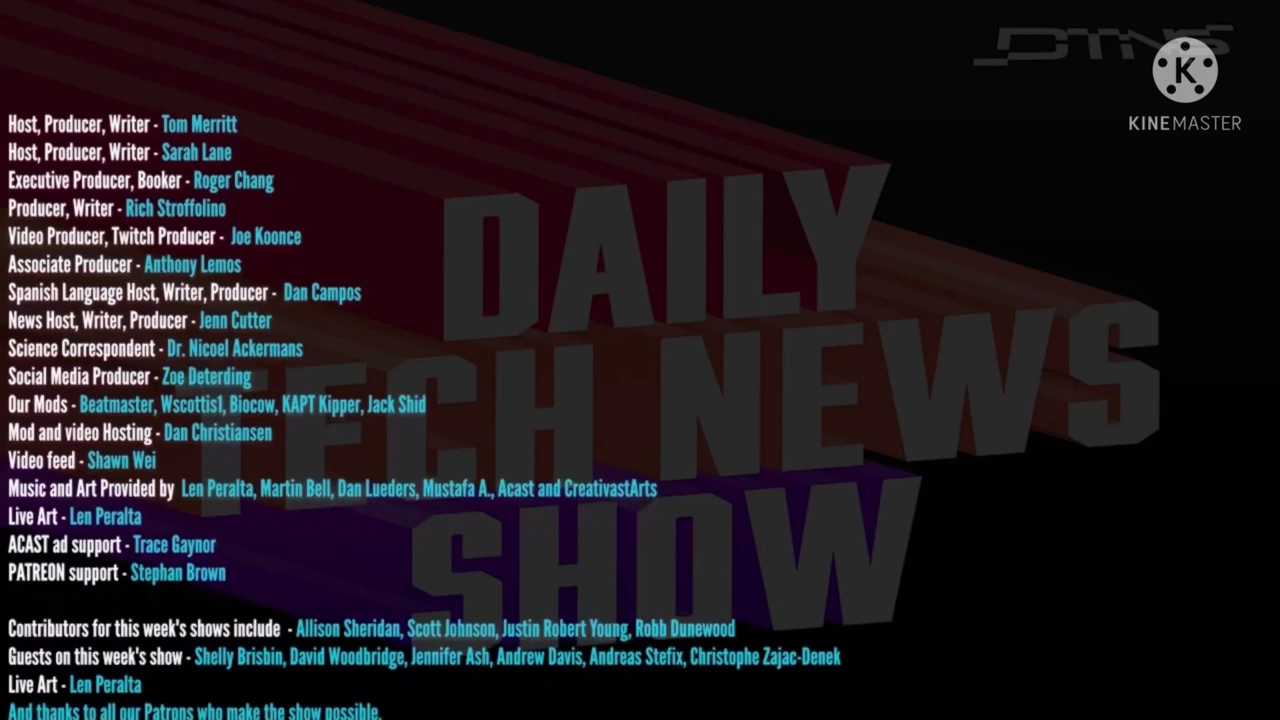 DTNS
K
KINEMASTER
Host, Producer, Writer - Tom Merritt
Host, Producer, Writer - Sarah Lane
Executive Producer, Booker - Roger Chang
Producer, Writer - Rich Stroffolino
Video Producer, Twitch Producer - Joe Koonce
Associate Producer - Anthony Lemos
Spanish Language Host, Writer, Producer - Dan Campos
News Host, Writer, Producer - Jenn Cutter
Science Correspondent - Dr. Nicoel Ackermans
Social Media Producer - Zoe Deterding
Our Mods - Beatmaster, Wscottis1, Biocow, KAPT Kipper, Jack Shid
Mod and video Hosting - Dan Christiansen
Video feed - Shawn Wei
Music and Art Provided by Len Peralta, Martin Bell, Dan Lueders, Mustafa A., Acast and CreativastArts
Live Art - Len Peralta
ACAST ad support - Trace Gaynor
PATREON support - Stephan Brown
Contributors for this week's shows include - Allison Sheridan, Scott Johnson, Justin Robert Young, Robb Dunewood
Guests on this week's show - Shelly Brisbin, David Woodbridge, Jennifer Ash, Andrew Davis, Andreas Stefix, Christophe Zajac-Denek
Live Art - Len Peralta
And thanks to all our Patrons who make the show possible.
DAILY
TECH NEWS
SHOW